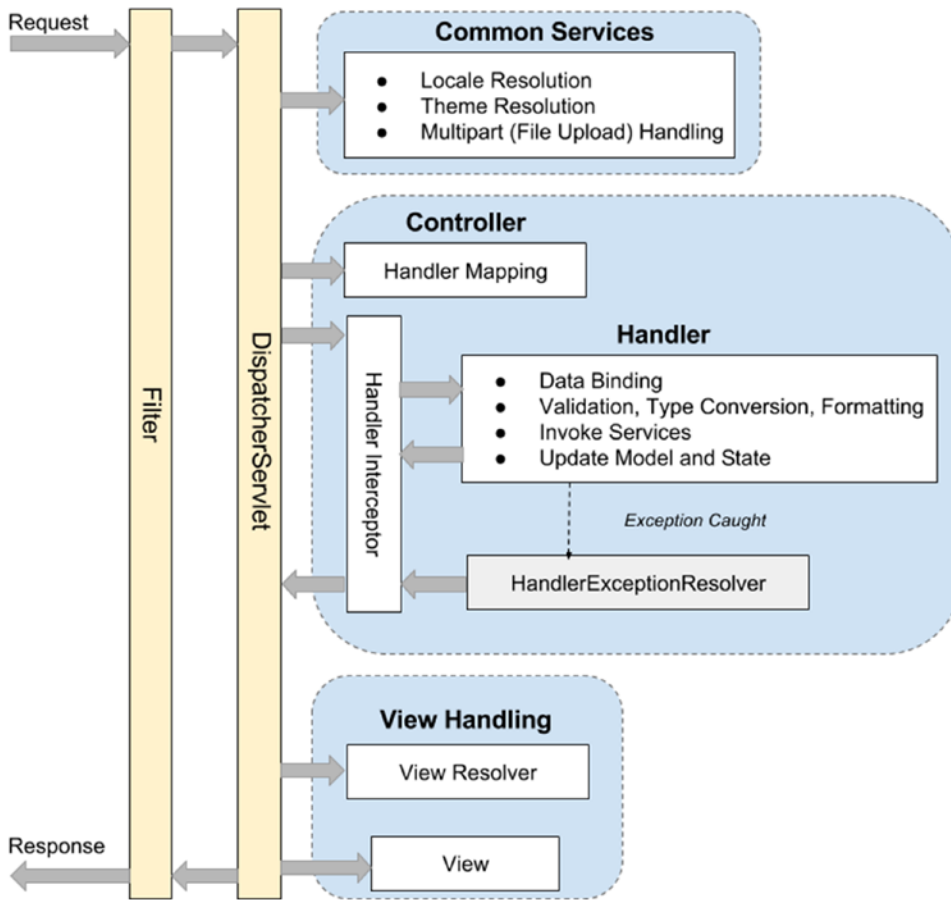 Request
Common Services
● Locale Resolution
● Theme Resolution
● Multipart (File Upload) Handling
Filter
DispatcherServlet
Controller
Handler Mapping
Handler Interceptor
Handler
● Data Binding
● Validation, Type Conversion, Formatting
● Invoke Services
● Update Model and State
Exception Caught
HandlerExceptionResolver
View Handling
View Resolver
Response
View